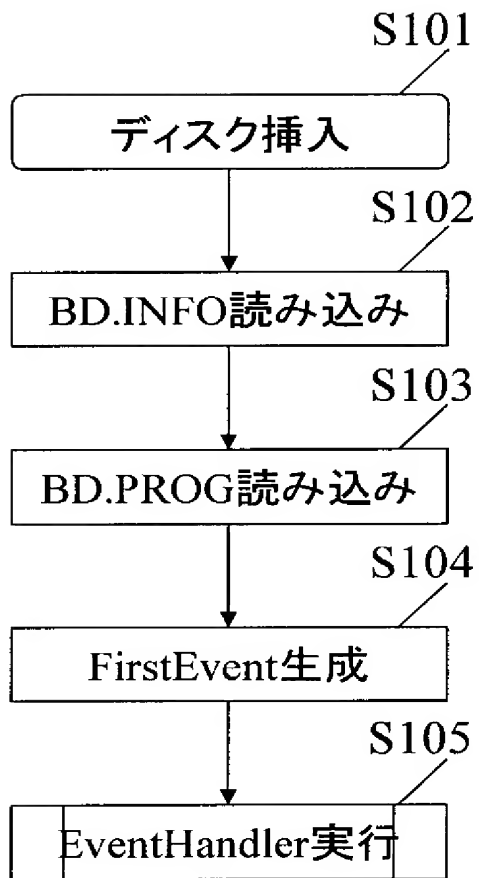 S101
ディスク挿入
S102
BD.INFO読み込み
S103
BD.PROG読み込み
S104
FirstEvent生成
S105
EventHandler実行